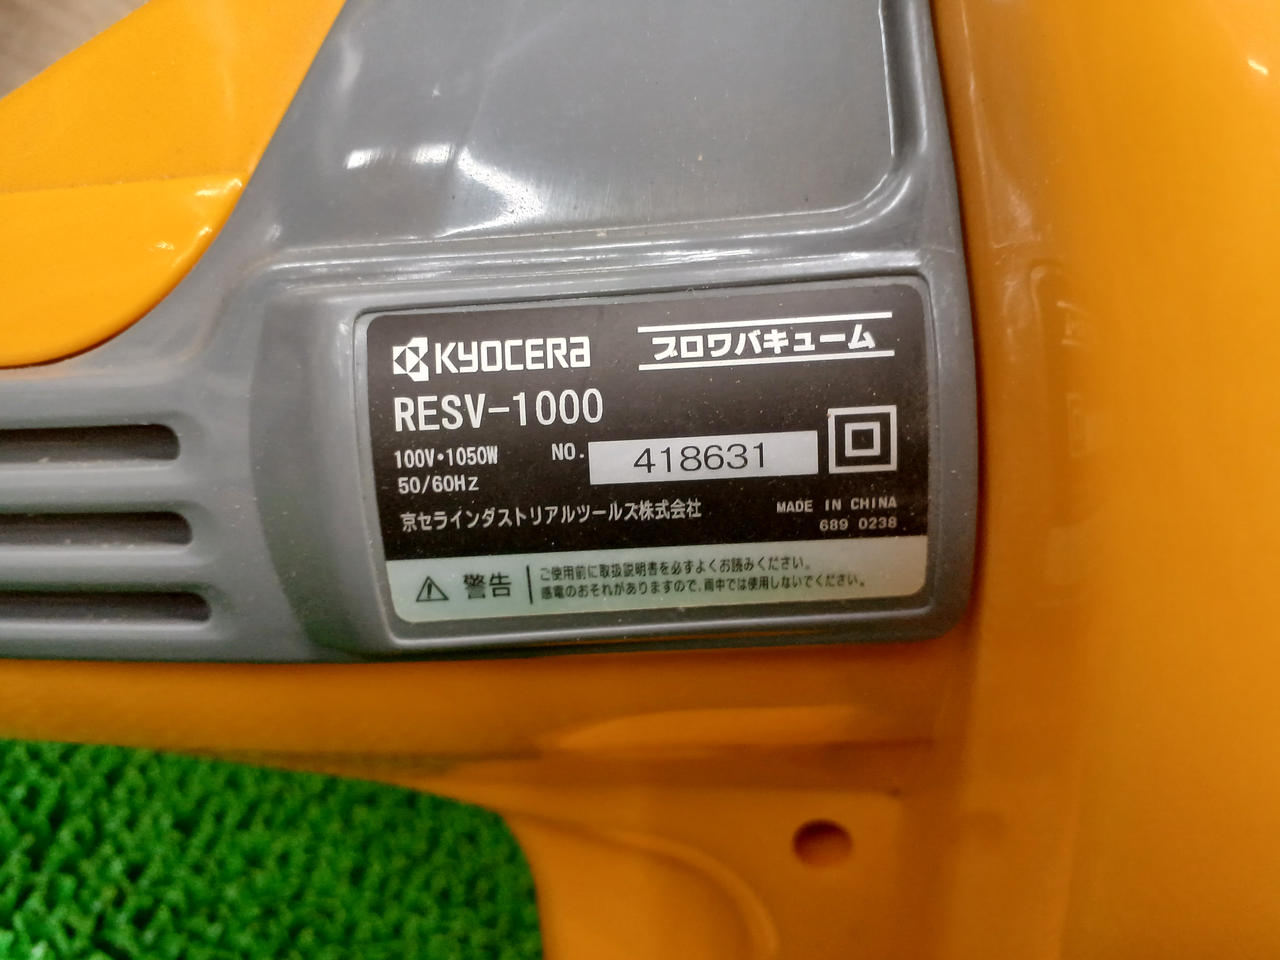 KYOCERA
ブロワバキューム
RESV-1000
100V・1050W
NO. 418631
50/60Hz
京セラインダストリアルツールズ株式会社
MADE IN CHINA
689 0238
警告
ご使用前に取扱説明書を必ずよくお読みください。
感電のおそれがありますので、雨中では使用しないでください。